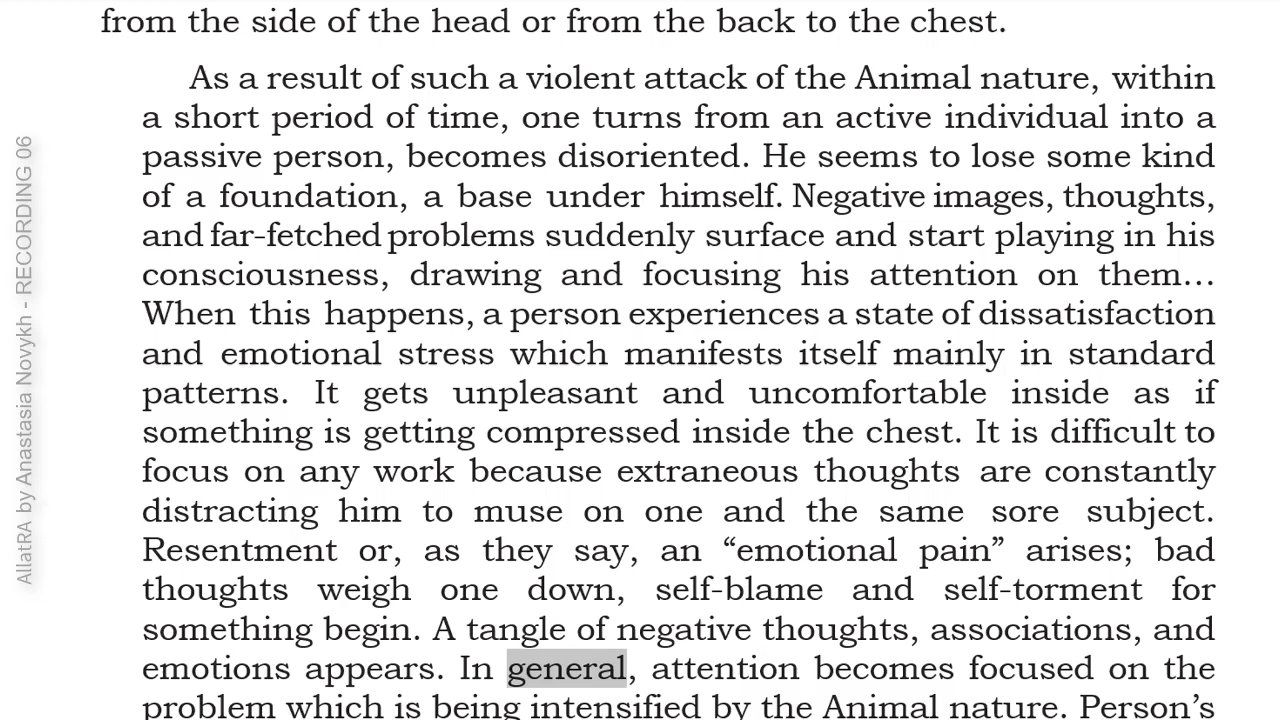 from the side of the head or from the back to the chest.
As a result of such a violent attack of the Animal nature, within
a short period of time, one turns from an active individual into a
passive person, becomes disoriented. He seems to lose some kind
of a foundation, a base under himself. Negative images, thoughts,
and far-fetched problems suddenly surface and start playing in his
consciousness, drawing and focusing his attention on them...
When this happens, a person experiences a state of dissatisfaction
and emotional stress which manifests itself mainly in standard
patterns. It gets unpleasant and uncomfortable inside as if
something is getting compressed inside the chest. It is difficult to
focus on any work because extraneous thoughts are constantly
distracting him to muse on one and the same sore subject.
Resentment or, as they say, an “emotional pain” arises; bad
thoughts weigh one down, self-blame and self-torment for
something begin. A tangle of negative thoughts, associations, and
emotions appears. In general, attention becomes focused on the
problem which is being intensified by the Animal nature. Person’s
AllatRA by Anastasia Novykh - RECORDING 06